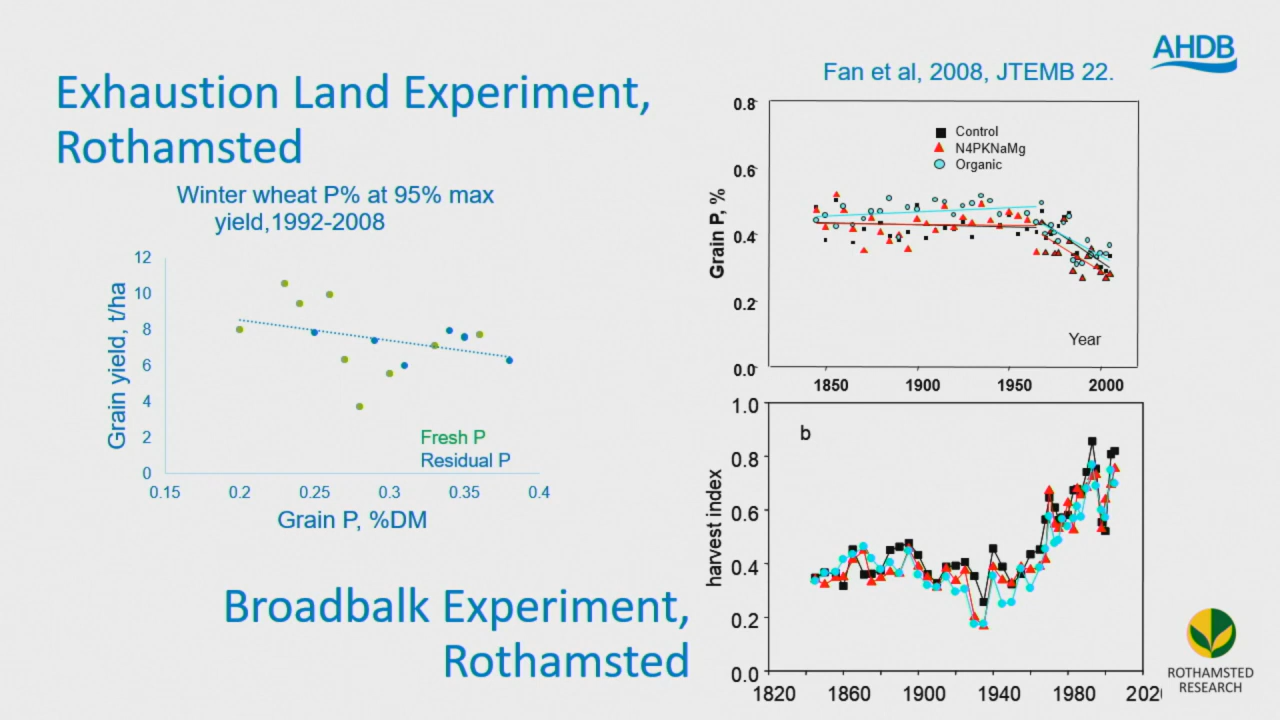 AHDB
Exhaustion Land Experiment,
Rothamsted
Winter wheat P% at 95% max
yield,1992-2008
12
10
8
6
4
2
0
Grain yield, t/ha
Fresh P
Residual P
0.15 0.2 0.25 0.3 0.35 0.4
Grain P, %DM
Broadbalk Experiment,
Rothamsted
Fan et al, 2008, JTEMB 22.
0.8
0.6
0.4
0.2
0.0
Grain P, %
Control
N4PKNaMg
Organic
Year
1850 1900 1950 2000
1.0
0.8
0.6
0.4
0.2
0.0
harvest index
b
1820 1860 1900 1940 1980 202
ROTHAMSTED
RESEARCH